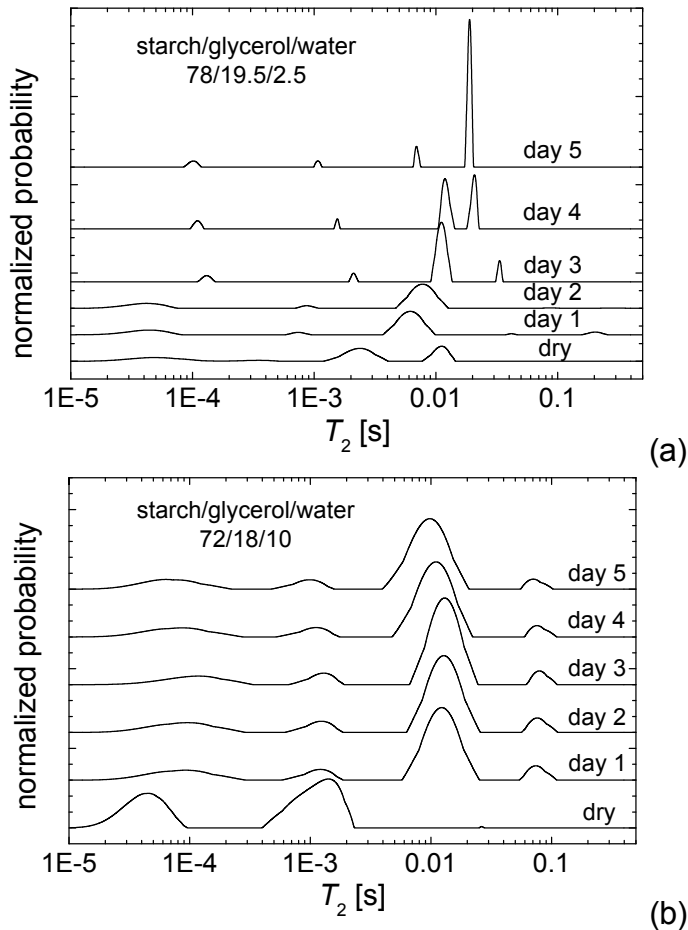 starch/glycerol/water
78/19.5/2.5
normalized probability
day 5
day 4
day 3
day 2
day 1
dry
1E-5 1E-4 1E-3 0.01 0.1
T2 [s]
(a)
starch/glycerol/water
72/18/10
normalized probability
day 5
day 4
day 3
day 2
day 1
dry
1E-5 1E-4 1E-3 0.01 0.1
T2 [s]
(b)